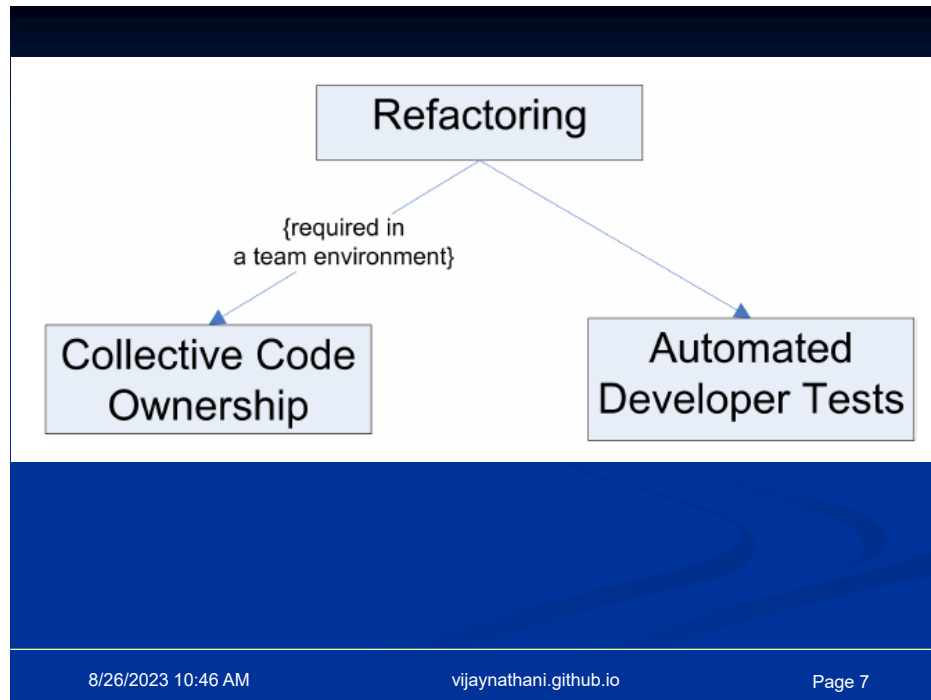 Refactoring
{required in
a team environment}
Collective Code
Ownership
Automated
Developer Tests
8/26/2023 10:46 AM
vijaynathani.github.io
Page 7